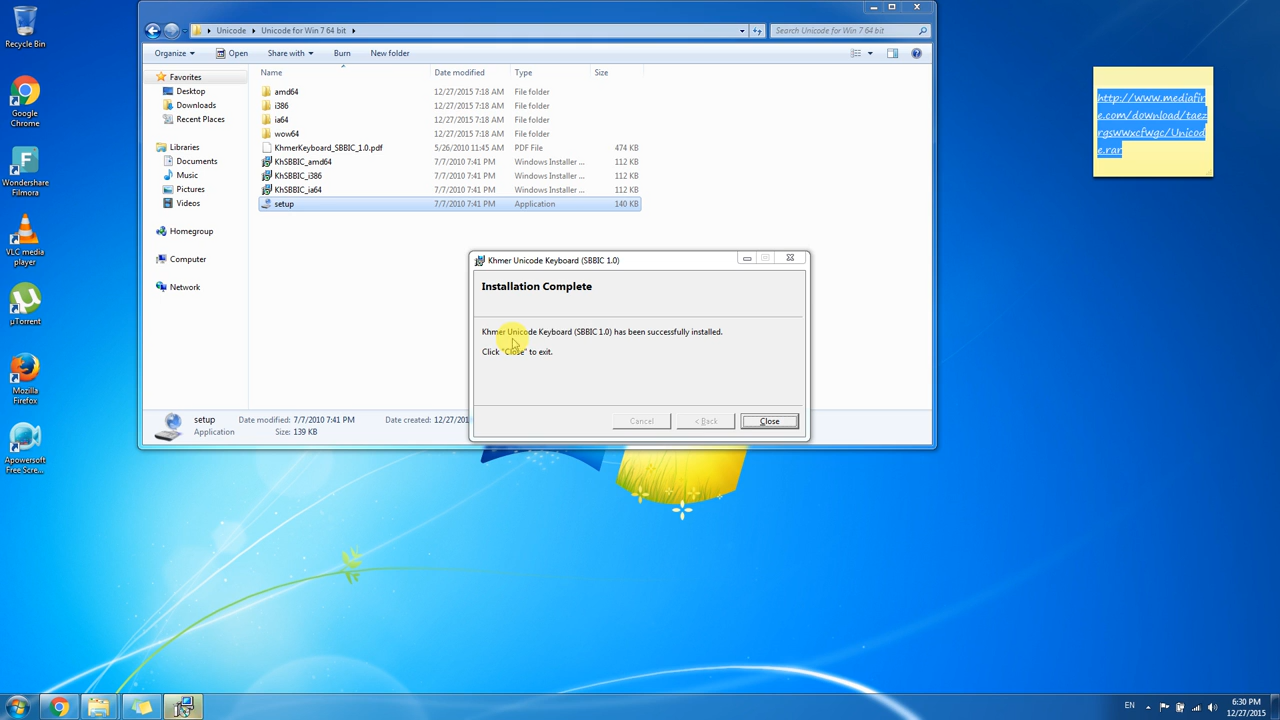 Recycle Bin
Google Chrome
Wondershare Filmora
VLC media player
µTorrent
Mozilla Firefox
Apowersoft Free Scre...
Unicode
Unicode for Win 7 64 bit
Search Unicode for Win 7 64 bit
Organize
Open
Share with
Burn
New folder
Favorites
Desktop
Downloads
Recent Places
Libraries
Documents
Music
Pictures
Videos
Homegroup
Computer
Network
Name Date modified Type Size
amd64 12/27/2015 7:18 AM File folder
i386 12/27/2015 7:18 AM File folder
ia64 12/27/2015 7:18 AM File folder
wow64 12/27/2015 7:18 AM File folder
KhmerKeyboard_SBBIC_1.0.pdf 5/26/2010 11:45 AM PDF File 474 KB
KhSBBIC_amd64 7/7/2010 7:41 PM Windows Installer ... 112 KB
KhSBBIC_i386 7/7/2010 7:41 PM Windows Installer ... 112 KB
KhSBBIC_ia64 7/7/2010 7:41 PM Windows Installer ... 112 KB
setup 7/7/2010 7:41 PM Application 140 KB
Khmer Unicode Keyboard (SBBIC 1.0)
Installation Complete
Khmer Unicode Keyboard (SBBIC 1.0) has been successfully installed.
Click "Close" to exit.
Cancel
< Back
Close
setup Date modified: 7/7/2010 7:41 PM Date created: 12/27/201
Application Size: 139 KB
http://www.mediafir
e.com/download/taez
rgswwxcfwgc/Unicod
e.rar
EN
6:30 PM
12/27/2015